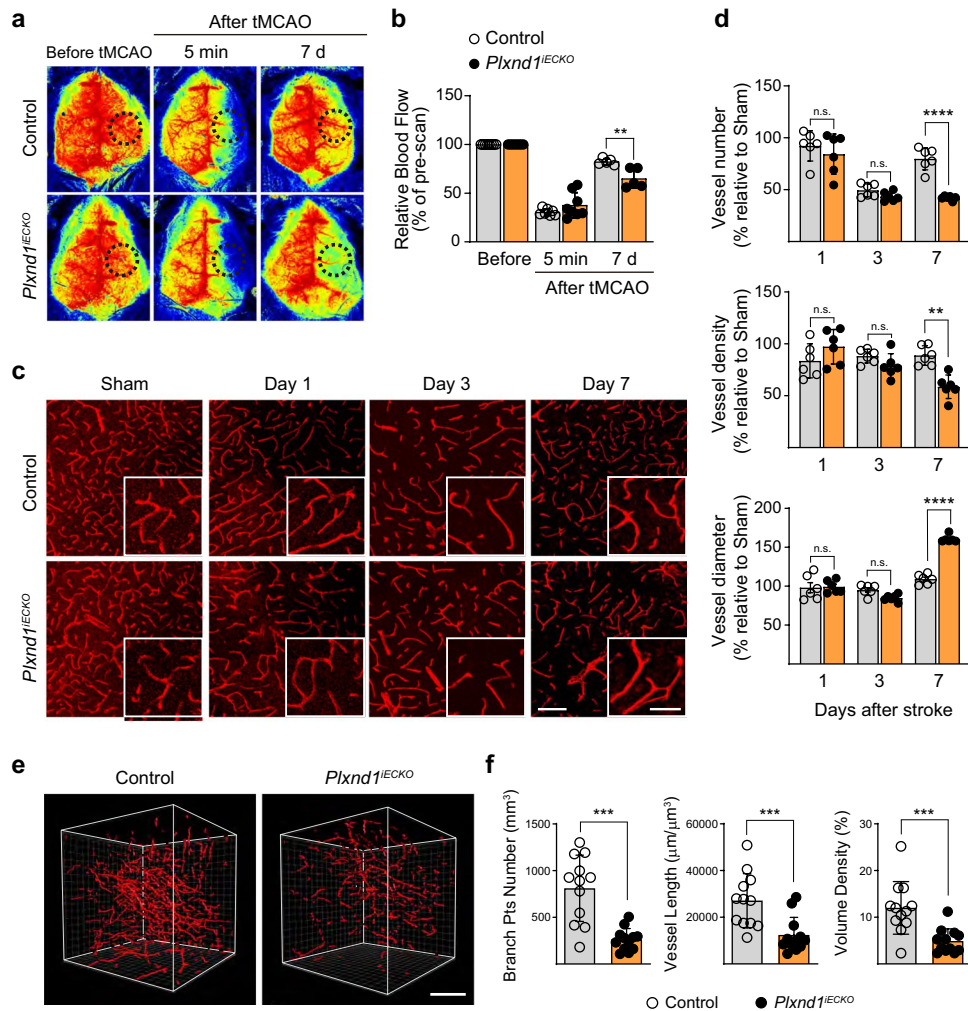 a
After tMCAO
Before tMCAO
5 min
7 d
Control
Plxnd1iECKO
b
Control
Plxnd1iECKO
Relative Blood Flow
(% of pre-scan)
150
100
50
0
**
Before
5 min
7 d
After tMCAO
c
Sham
Day 1
Day 3
Day 7
Control
Plxnd1iECKO
d
Vessel number
(% relative to Sham)
150
100
50
n.s.
n.s.
****
1
3
7
Vessel density
(% relative to Sham)
150
100
50
n.s.
n.s.
**
1
3
7
Vessel diameter
(% relative to Sham)
200
150
100
50
n.s.
n.s.
****
1
3
7
Days after stroke
e
Control
Plxnd1iECKO
f
Branch Pts Number (mm³)
1500
1000
500
***
Vessel Length (µm/µm³)
60000
40000
20000
***
Volume Density (%)
30
20
10
0
***
Control
Plxnd1iECKO